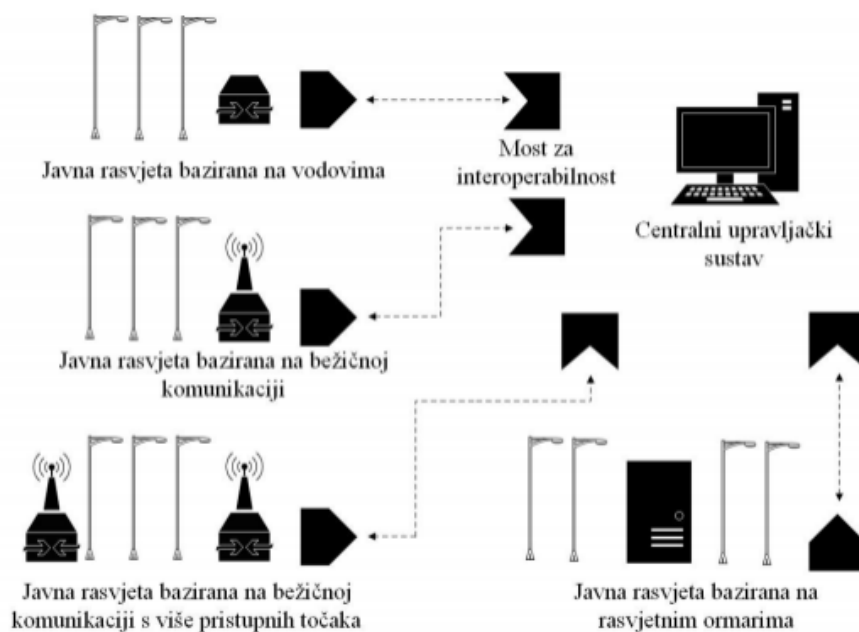 Javna rasvjeta bazirana na vodovima
Most za
interoperabilnost
Centralni upravljački
sustav
Javna rasvjeta bazirana na bežičnoj
komunikaciji
Javna rasvjeta bazirana na bežičnoj
komunikaciji s više pristupnih točaka
Javna rasvjeta bazirana na
rasvjetnim ormarima